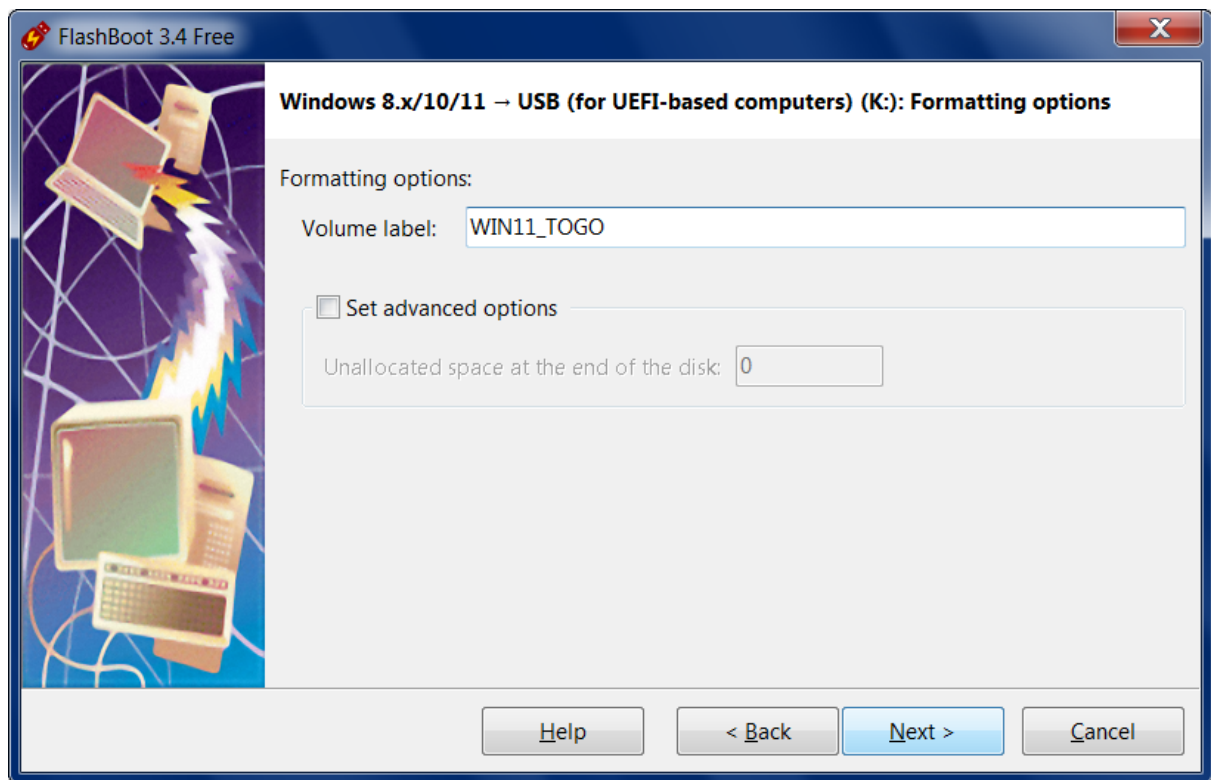 FlashBoot 3.4 Free
X
Windows 8.x/10/11 → USB (for UEFI-based computers) (K:): Formatting options
Formatting options:
Volume label: WIN11_TOGO
Set advanced options
Unallocated space at the end of the disk: 0
Help < Back Next > Cancel